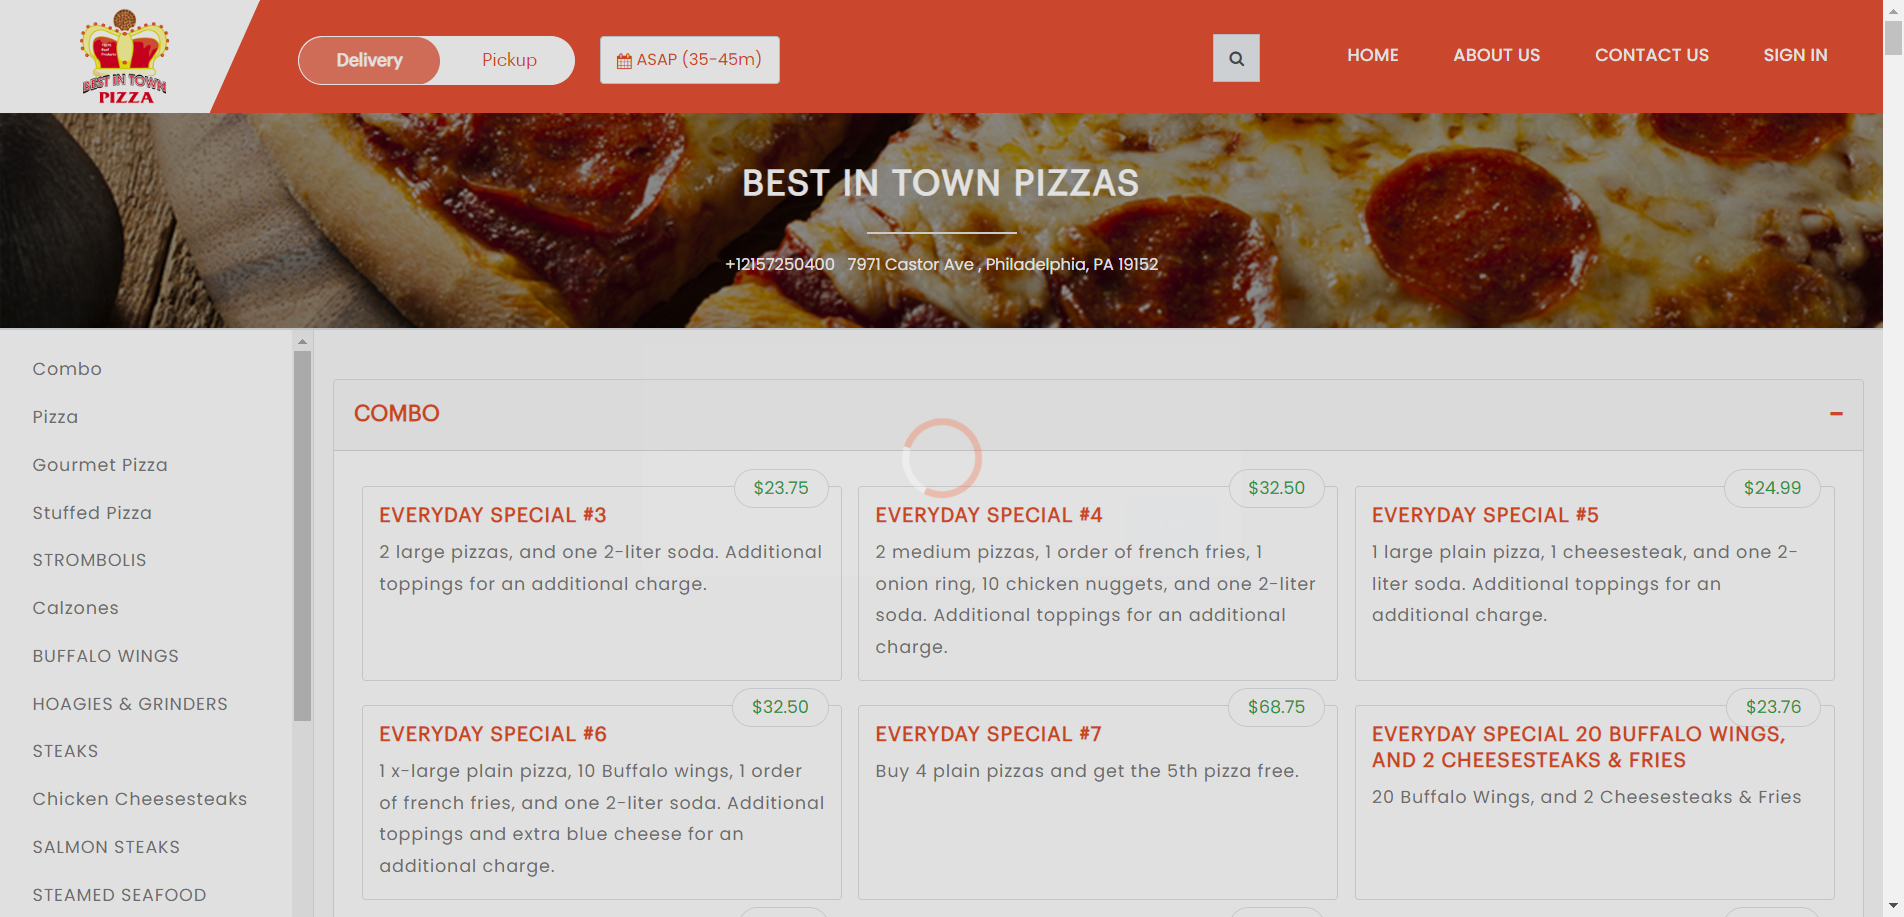 BEST IN TOWN
PIZZA
Delivery
Pickup
ASAP (35-45m)
HOME
ABOUT US
CONTACT US
SIGN IN
BEST IN TOWN PIZZAS
+12157250400 7971 Castor Ave , Philadelphia, PA 19152
Combo
Pizza
Gourmet Pizza
Stuffed Pizza
STROMBOLIS
Calzones
BUFFALO WINGS
HOAGIES & GRINDERS
STEAKS
Chicken Cheesesteaks
SALMON STEAKS
STEAMED SEAFOOD
COMBO
$23.75
EVERYDAY SPECIAL #3
2 large pizzas, and one 2-liter soda. Additional
toppings for an additional charge.
$32.50
EVERYDAY SPECIAL #4
2 medium pizzas, 1 order of french fries, 1
onion ring, 10 chicken nuggets, and one 2-liter
soda. Additional toppings for an additional
charge.
$24.99
EVERYDAY SPECIAL #5
1 large plain pizza, 1 cheesesteak, and one 2-
liter soda. Additional toppings for an
additional charge.
$32.50
EVERYDAY SPECIAL #6
1 x-large plain pizza, 10 Buffalo wings, 1 order
of french fries, and one 2-liter soda. Additional
toppings and extra blue cheese for an
additional charge.
$68.75
EVERYDAY SPECIAL #7
Buy 4 plain pizzas and get the 5th pizza free.
$23.76
EVERYDAY SPECIAL 20 BUFFALO WINGS,
AND 2 CHEESESTEAKS & FRIES
20 Buffalo Wings, and 2 Cheesesteaks & Fries